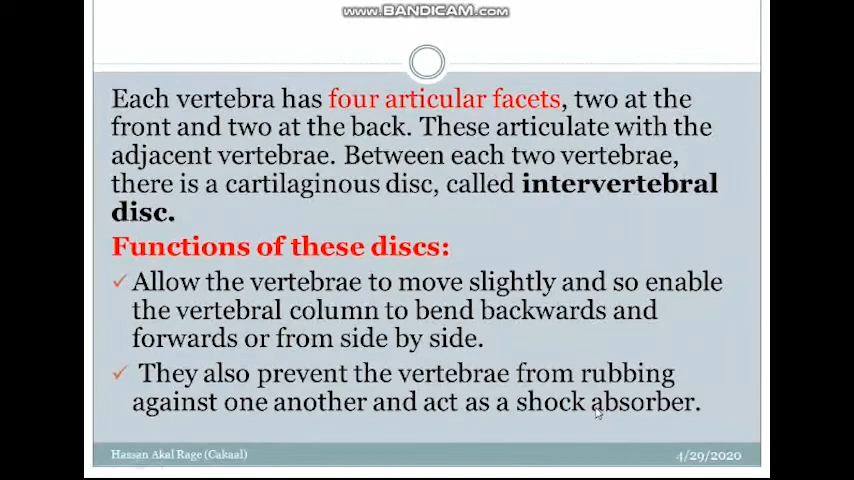 www.BANDICAM.com
Each vertebra has four articular facets, two at the
front and two at the back. These articulate with the
adjacent vertebrae. Between each two vertebrae,
there is a cartilaginous disc, called intervertebral
disc.
Functions of these discs:
✓ Allow the vertebrae to move slightly and so enable
the vertebral column to bend backwards and
forwards or from side by side.
✓ They also prevent the vertebrae from rubbing
against one another and act as a shock absorber.
Hassan Akal Rage (Cakaal)
4/29/2020